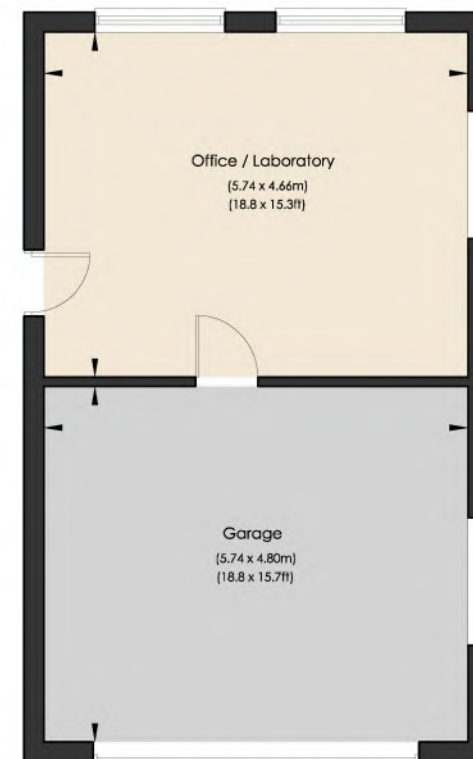 Office / Laboratory
(5.74 x 4.66m)
(18.8 x 15.3ft)
Garage
(5.74 x 4.80m)
(18.8 x 15.7ft)